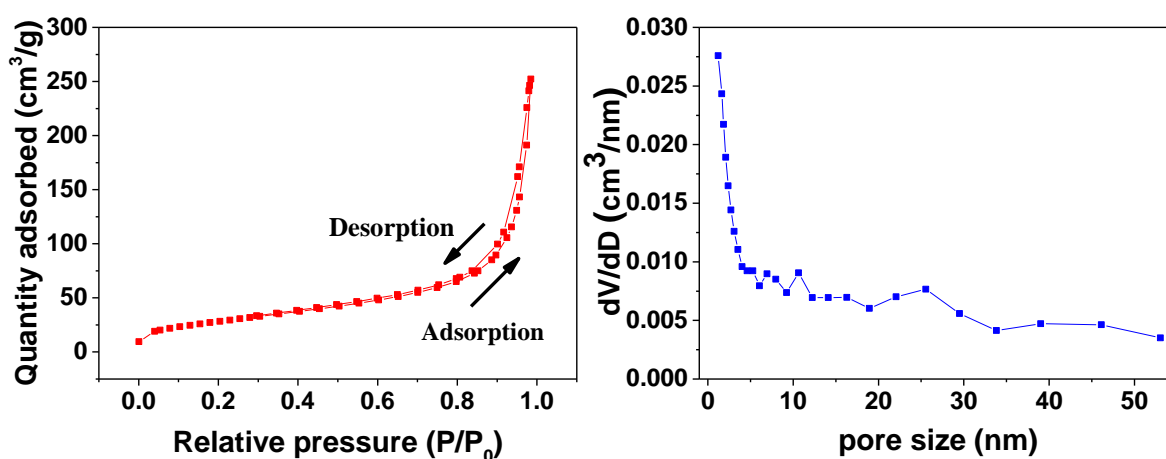 Quantity adsorbed (cm³/g)
300
250
200
150
100
50
0
Desorption
Adsorption
0.0 0.2 0.4 0.6 0.8 1.0
Relative pressure (P/P₀)
dV/dD (cm³/nm)
0.030
0.025
0.020
0.015
0.010
0.005
0.000
0 10 20 30 40 50
pore size (nm)